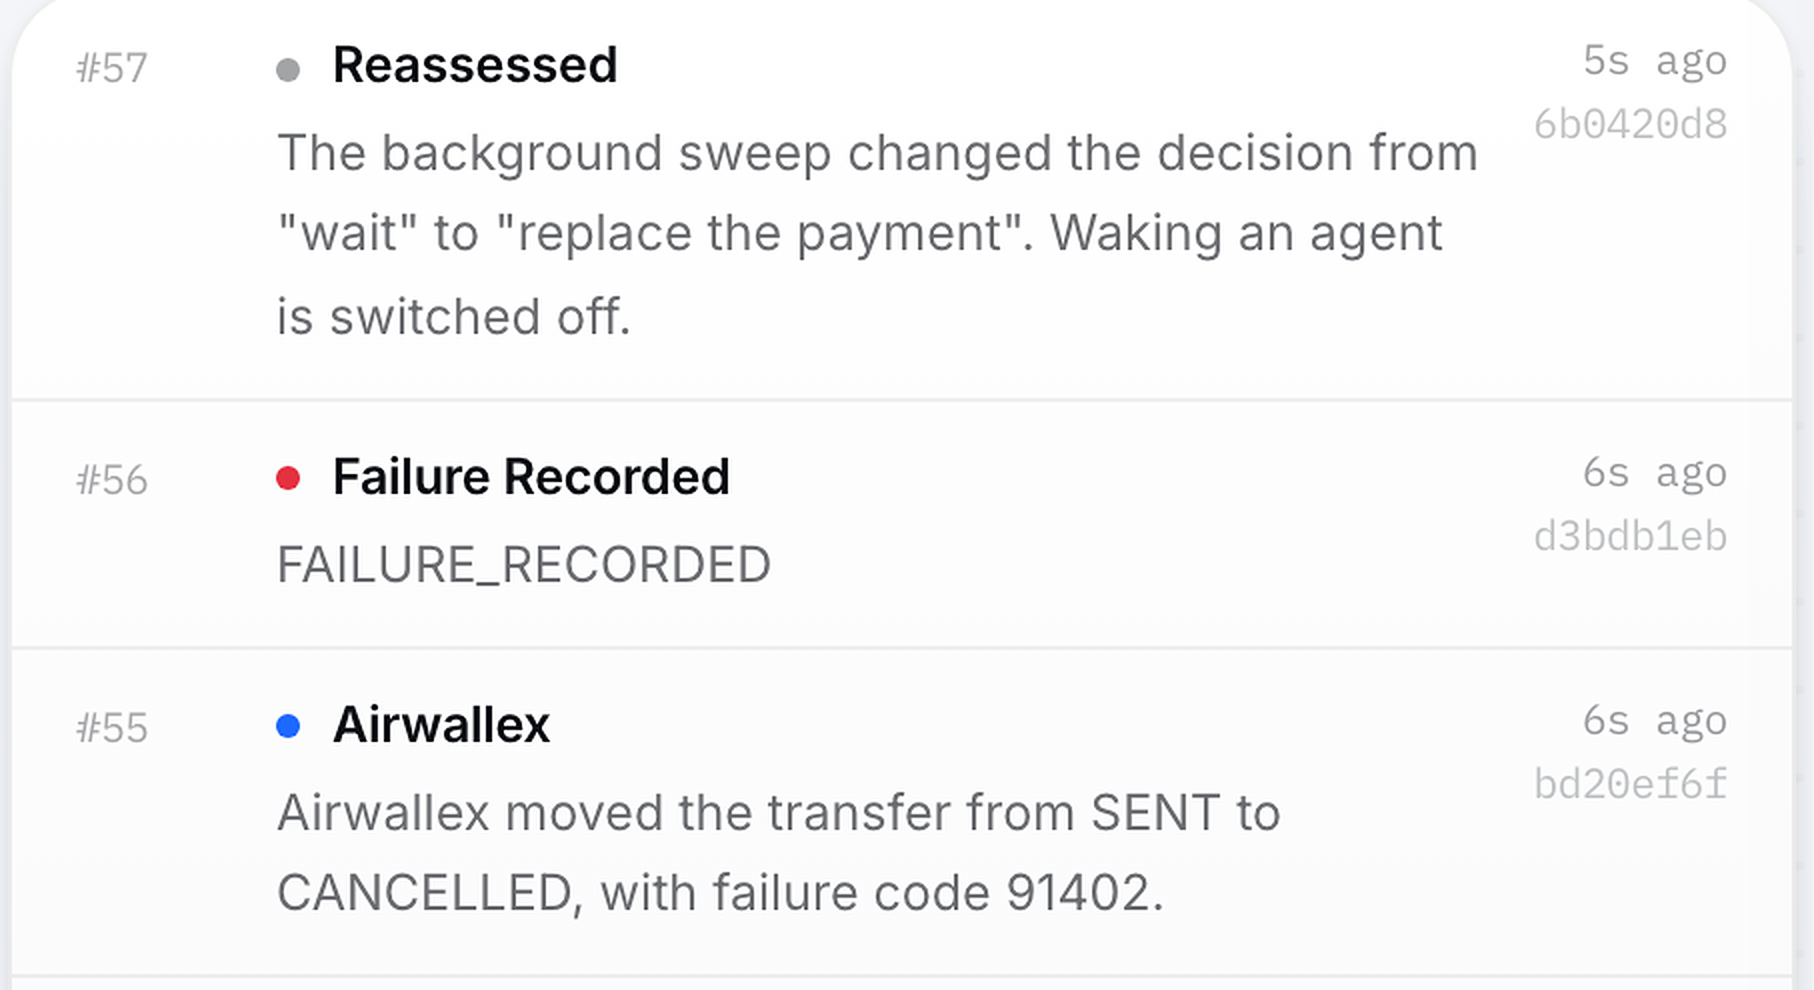 #57
Reassessed
5s ago
6b0420d8
The background sweep changed the decision from
"wait" to "replace the payment". Waking an agent
is switched off.
#56
Failure Recorded
6s ago
d3bdb1eb
FAILURE_RECORDED
#55
Airwallex
6s ago
bd20ef6f
Airwallex moved the transfer from SENT to
CANCELLED, with failure code 91402.